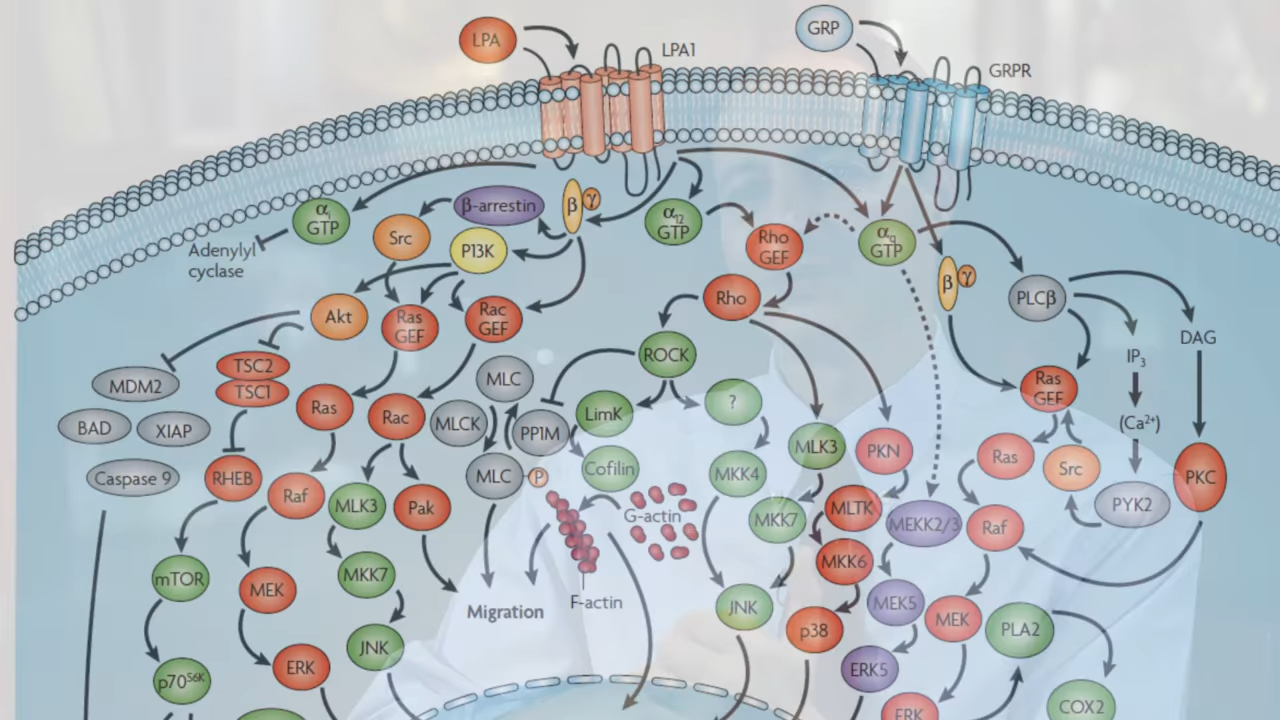 LPA
LPA1
GRP
GRPR
αi
GTP
Adenylyl
cyclase
Src
β-arrestin
β
γ
P13K
α12
GTP
Rho
GEF
αq
GTP
β
γ
PLCβ
DAG
IP3
(Ca2+)
Akt
Ras
GEF
Rac
GEF
Rho
ROCK
MDM2
TSC2
TSC1
BAD
XIAP
Caspase 9
RHEB
Ras
Rac
MLC
MLCK
PP1M
MLC
P
LimK
?
Cofilin
MKK4
MLK3
PKN
Ras
GEF
Ras
Src
PKC
PYK2
Raf
MLK3
Pak
G-actin
F-actin
MKK7
MLTK
MEKK2/3
Raf
mTOR
MEK
MKK7
Migration
JNK
MKK6
MEK5
MEK
PLA2
p38
p70S6K
ERK
JNK
ERK5
ERK
COX2